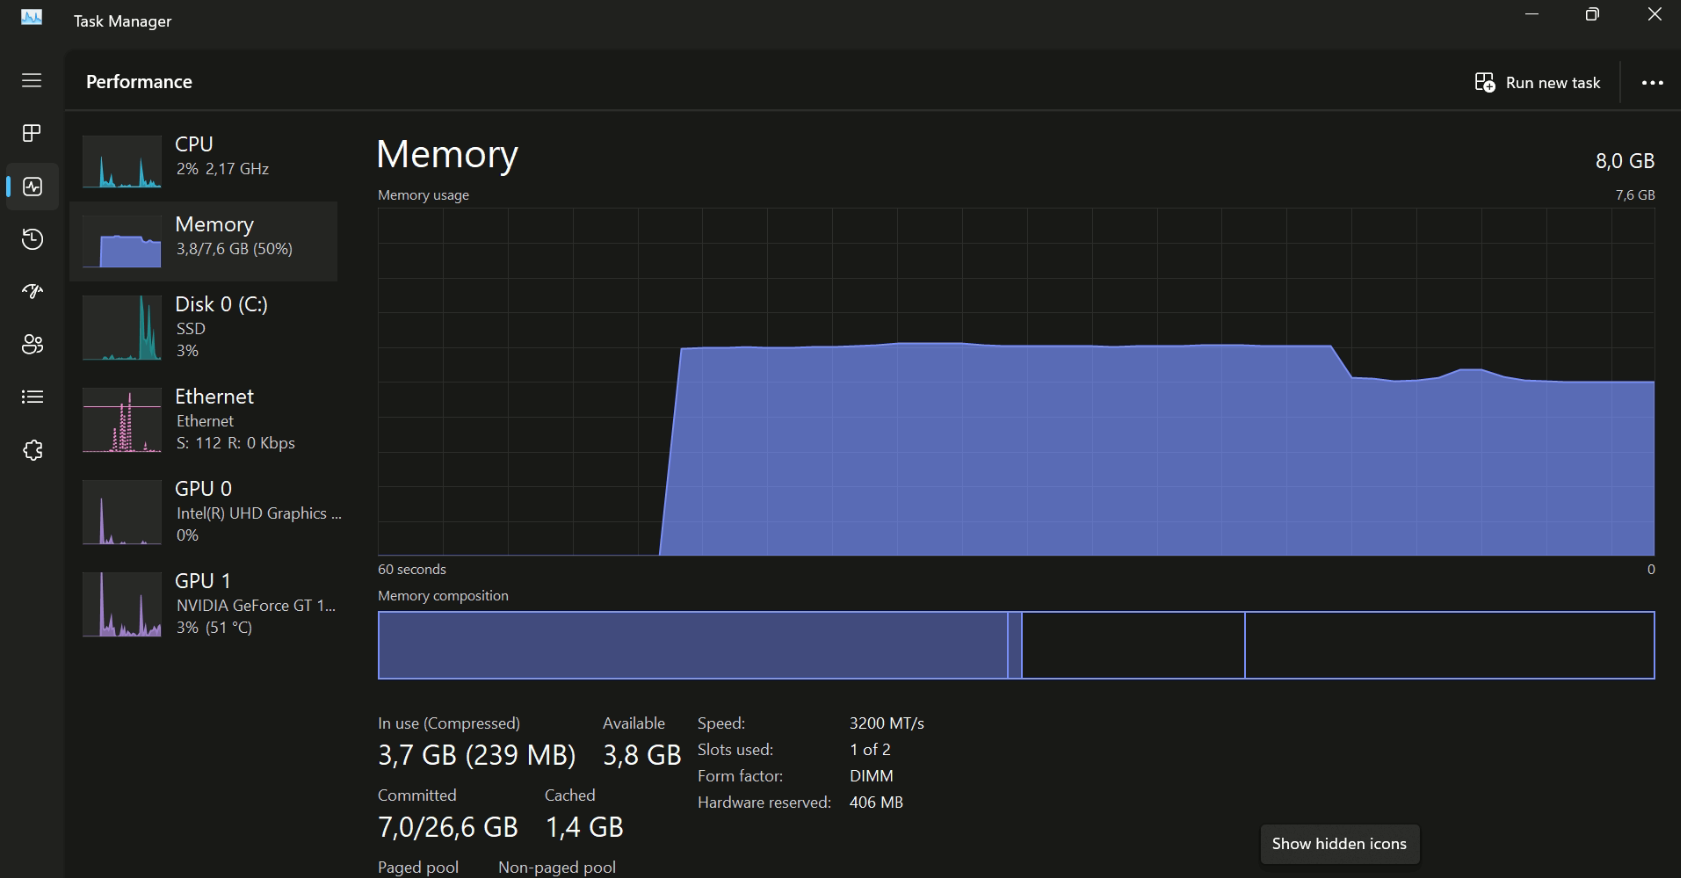 Task Manager
Performance
Run new task
CPU
2% 2,17 GHz
Memory
3,8/7,6 GB (50%)
Disk 0 (C:)
SSD
3%
Ethernet
Ethernet
S: 112 R: 0 Kbps
GPU 0
Intel(R) UHD Graphics ...
0%
GPU 1
NVIDIA GeForce GT 1...
3% (51 °C)
Memory
8,0 GB
Memory usage
7,6 GB
60 seconds
0
Memory composition
In use (Compressed)
3,7 GB (239 MB)
Available
3,8 GB
Committed
7,0/26,6 GB
Cached
1,4 GB
Paged pool
Non-paged pool
Speed: 3200 MT/s
Slots used: 1 of 2
Form factor: DIMM
Hardware reserved: 406 MB
Show hidden icons